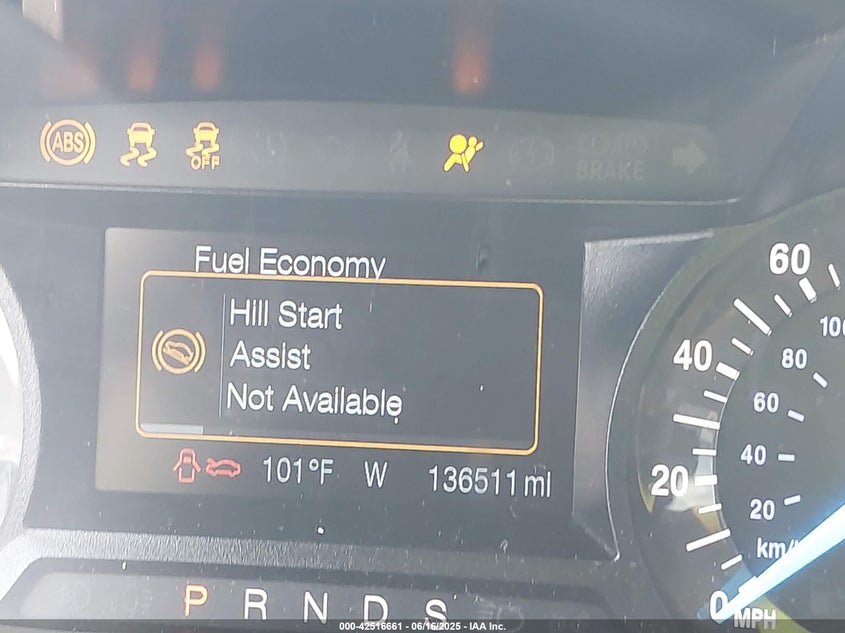 ABS
OFF
BRAKE
Fuel Economy
Hill Start
Assist
Not Available
101°F W 136511 mi
P R N D S
60
40
20
0
MPH
100
80
60
40
20
km/
000-42516661 - 06/16/2025 - IAA Inc.